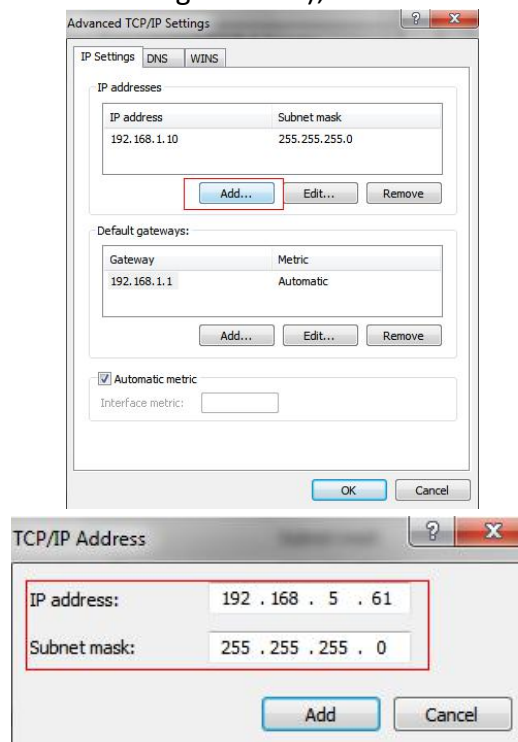 Advanced TCP/IP Settings
IP Settings DNS WINS
IP addresses
IP address Subnet mask
192.168.1.10 255.255.255.0
Add... Edit... Remove
Default gateways:
Gateway Metric
192.168.1.1 Automatic
Add... Edit... Remove
Automatic metric
Interface metric:
OK Cancel
TCP/IP Address
IP address: 192 . 168 . 5 . 61
Subnet mask: 255 . 255 . 255 . 0
Add Cancel